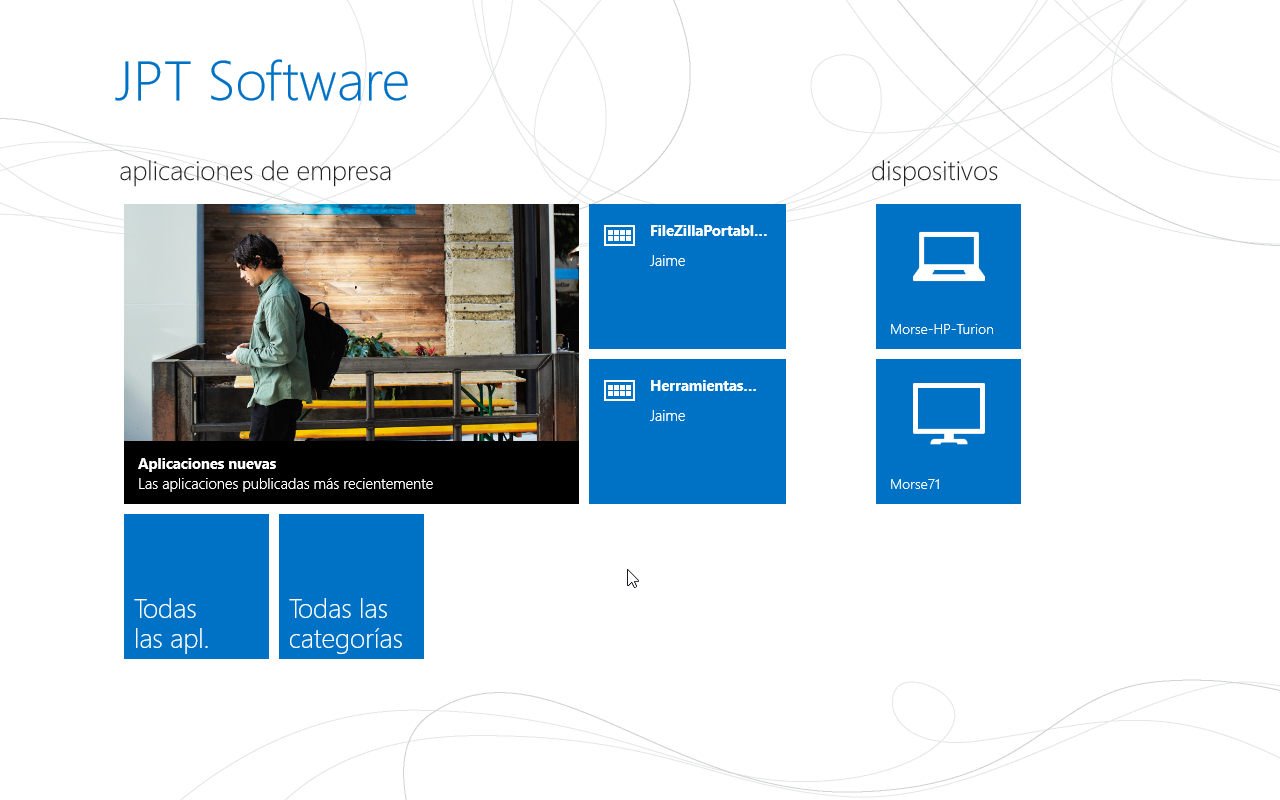 JPT Software
aplicaciones de empresa
dispositivos
Aplicaciones nuevas
Las aplicaciones publicadas más recientemente
FileZillaPortabl...
Jaime
Herramientas...
Jaime
Morse-HP-Turion
Morse71
Todas
las apl.
Todas las
categorías